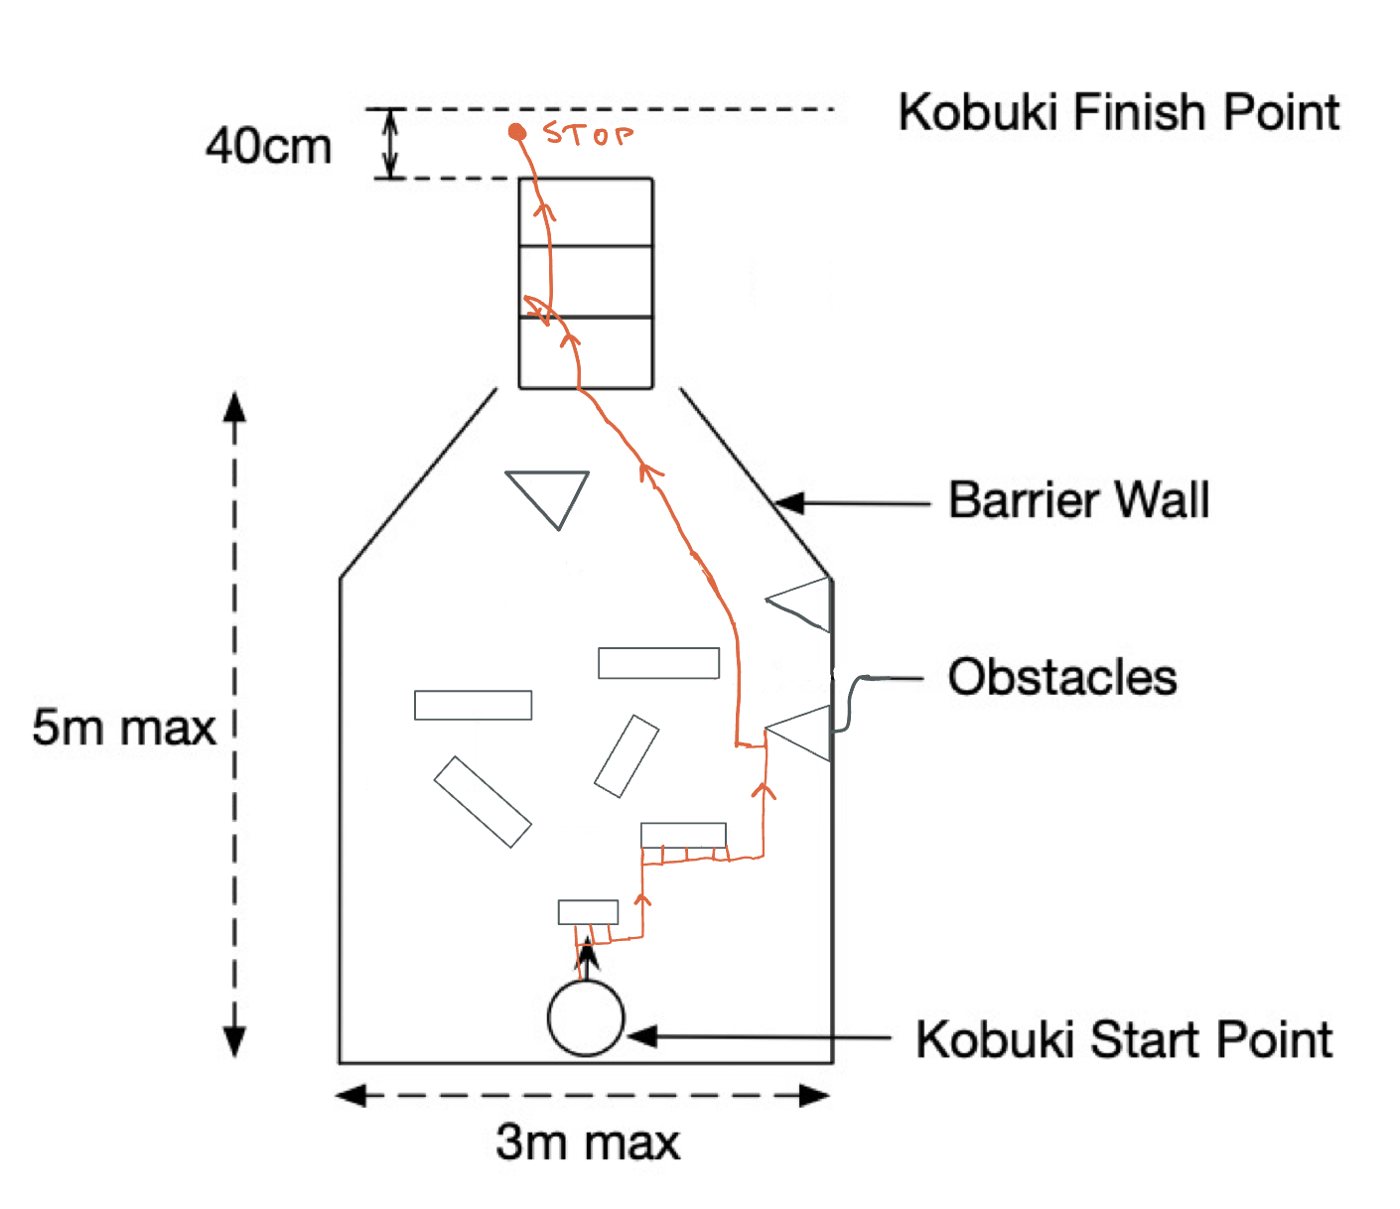 Kobuki Finish Point
40cm
STOP
Barrier Wall
Obstacles
5m max
Kobuki Start Point
3m max